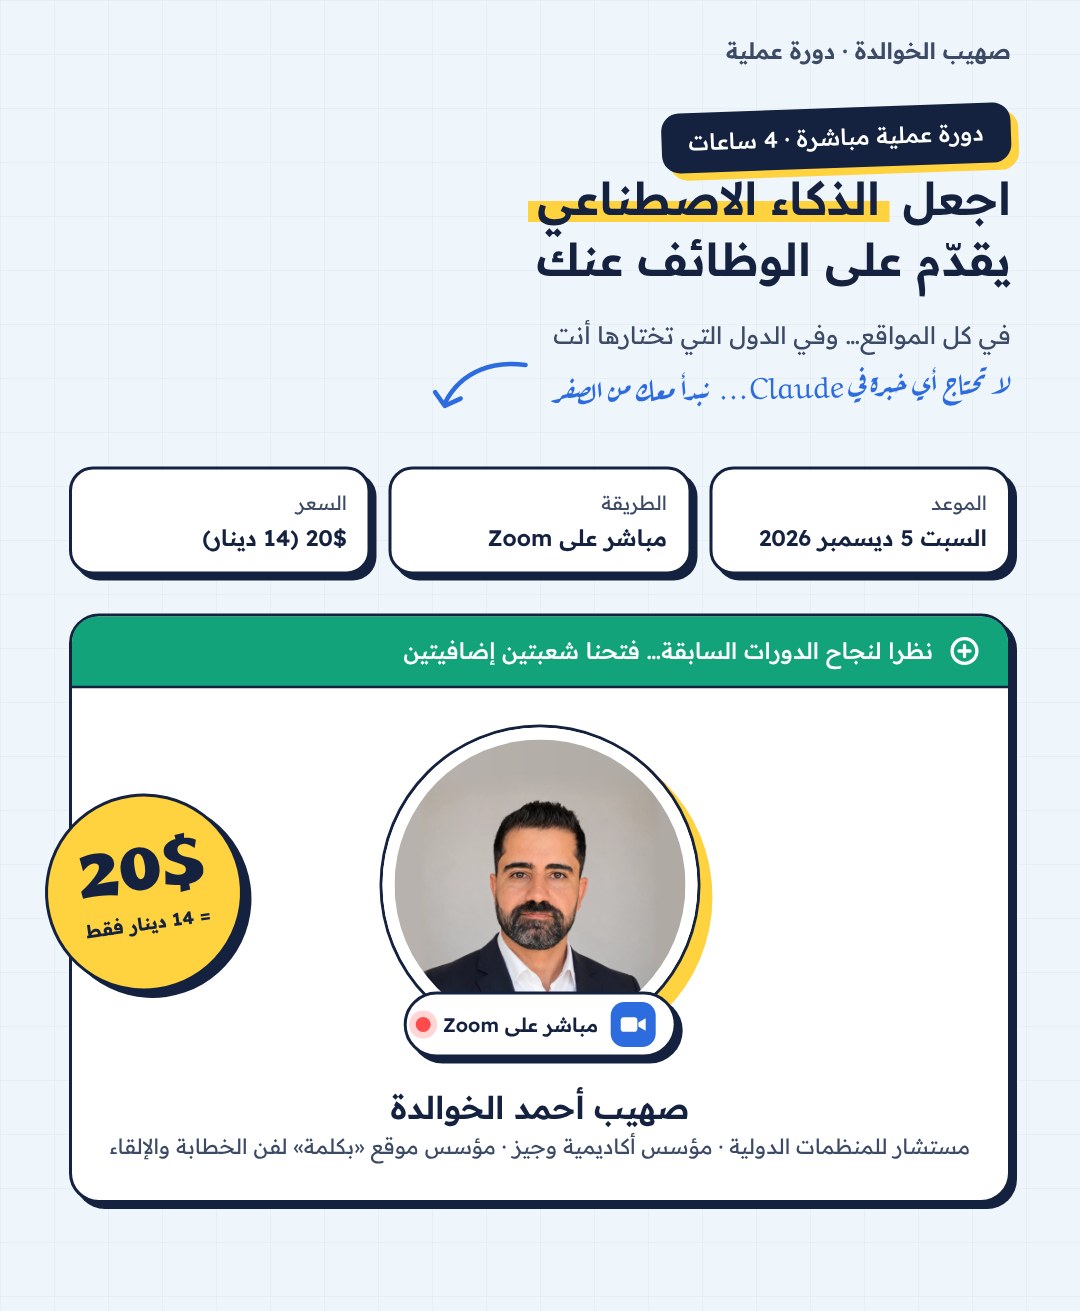 صهيب الخوالدة · دورة عملية
دورة عملية مباشرة · 4 ساعات
اجعل الذكاء الاصطناعي
يقدّم على الوظائف عنك
في كل المواقع... وفي الدول التي تختارها أنت
لا تحتاج أي خبرة في Claude... نبدأ معك من الصفر
الموعد
السبت 5 ديسمبر 2026
الطريقة
مباشر على Zoom
السعر
20$ (14 دينار)
نظرا لنجاح الدورات السابقة... فتحنا شعبتين إضافيتين
20$
= 14 دينار فقط
مباشر على Zoom
صهيب أحمد الخوالدة
مستشار للمنظمات الدولية · مؤسس أكاديمية وجيز · مؤسس موقع «بكلمة» لفن الخطابة والإلقاء